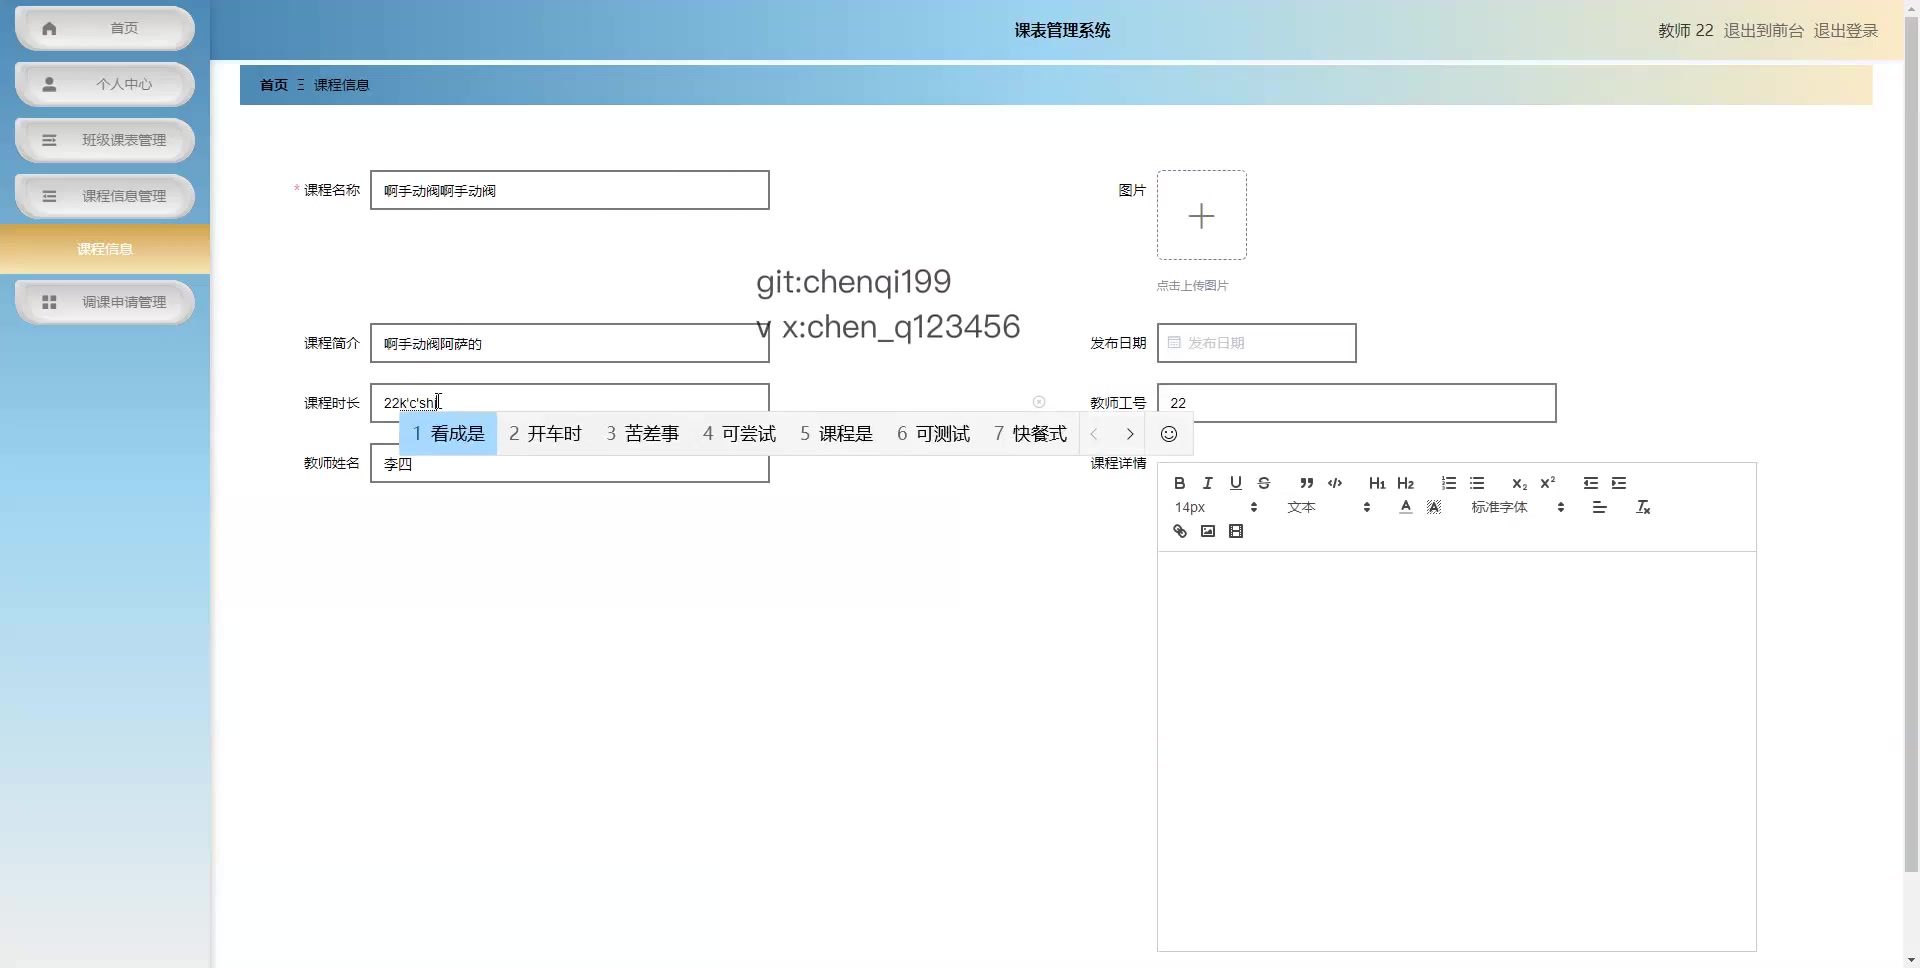 首页
个人中心
班级课表管理
课程信息管理
课程信息
调课申请管理
课表管理系统
教师 22 退出到前台 退出登录
首页 Ξ 课程信息
* 课程名称 啊手动阀啊手动阀
图片
点击上传图片
git:chenqi199
v x:chen_q123456
课程简介 啊手动阀阿萨的
发布日期 发布日期
课程时长 22k'c'shi
教师工号 22
1 看成是 2 开车时 3 苦差事 4 可尝试 5 课程是 6 可测试 7 快餐式
教师姓名 李四
课程详情
B I U S H1 H2 x₂ x²
14px 文本 A A 标准字体